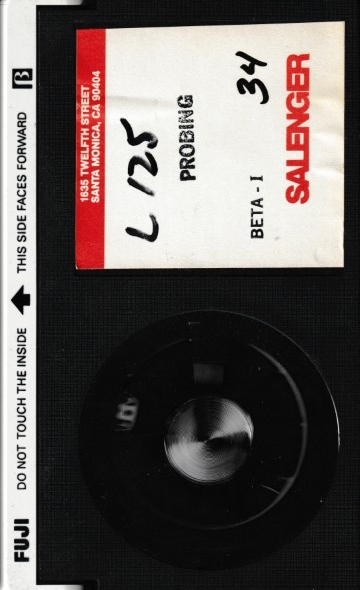 FUJI DO NOT TOUCH THE INSIDE THIS SIDE FACES FORWARD B
1635 TWELFTH STREET
SANTA MONICA, CA 90404
L 125
PROBING
BETA - I 34
SALENGER